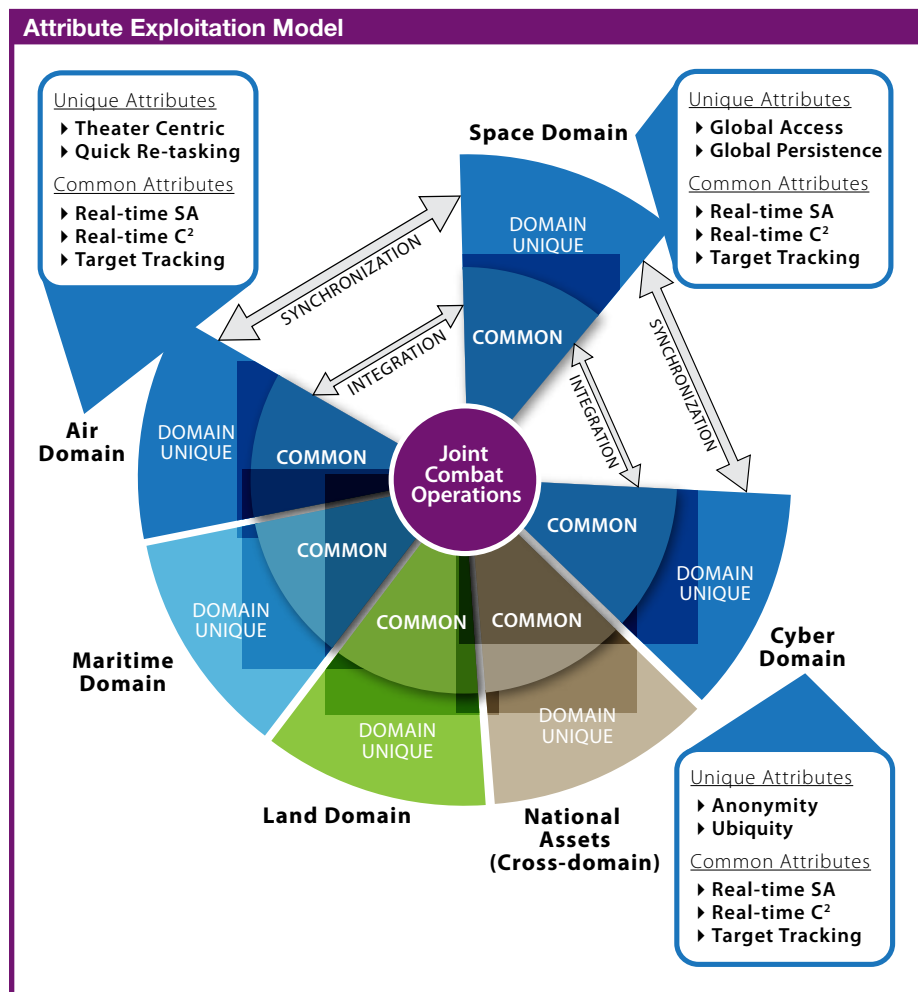 Attribute Exploitation Model
Unique Attributes
Theater Centric
Quick Re-tasking
Common Attributes
Real-time SA
Real-time C²
Target Tracking
Space Domain
Unique Attributes
Global Access
Global Persistence
Common Attributes
Real-time SA
Real-time C²
Target Tracking
SYNCHRONIZATION
INTEGRATION
DOMAIN
UNIQUE
COMMON
SYNCHRONIZATION
INTEGRATION
Air
Domain
DOMAIN
UNIQUE
COMMON
Joint
Combat
Operations
COMMON
DOMAIN
UNIQUE
COMMON
DOMAIN
UNIQUE
Maritime
Domain
COMMON
DOMAIN
UNIQUE
Land Domain
COMMON
DOMAIN
UNIQUE
National
Assets
(Cross-domain)
Cyber
Domain
Unique Attributes
Anonymity
Ubiquity
Common Attributes
Real-time SA
Real-time C²
Target Tracking